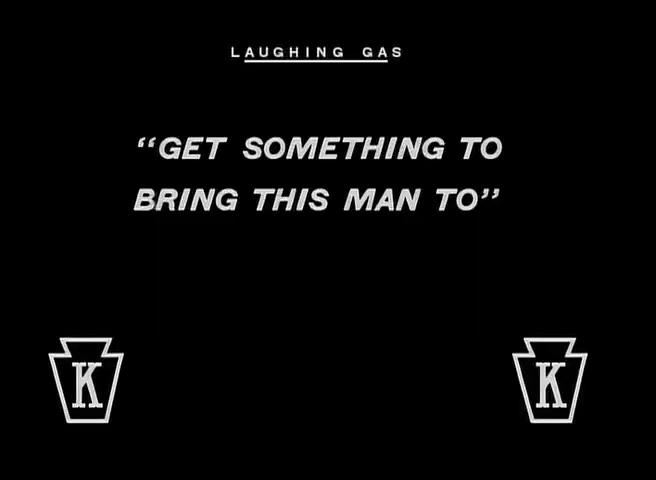 LAUGHING GAS
“GET SOMETHING TO
BRING THIS MAN TO”
K K